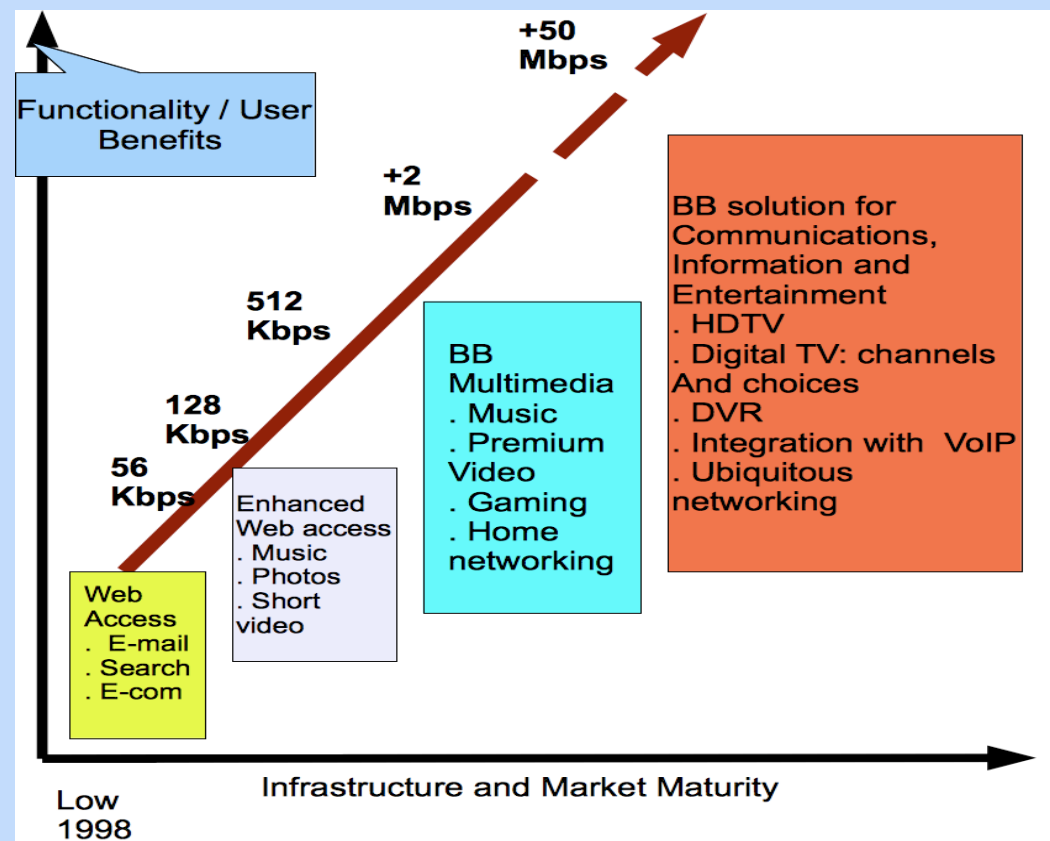 +50
Mbps
Functionality / User
Benefits
+2
Mbps
512
Kbps
128
Kbps
56
Kbps
Web
Access
. E-mail
. Search
. E-com
Enhanced
Web access
. Music
. Photos
. Short
video
BB
Multimedia
. Music
. Premium
Video
. Gaming
. Home
networking
BB solution for
Communications,
Information and
Entertainment
. HDTV
. Digital TV: channels
And choices
. DVR
. Integration with VoIP
. Ubiquitous
networking
Infrastructure and Market Maturity
Low
1998